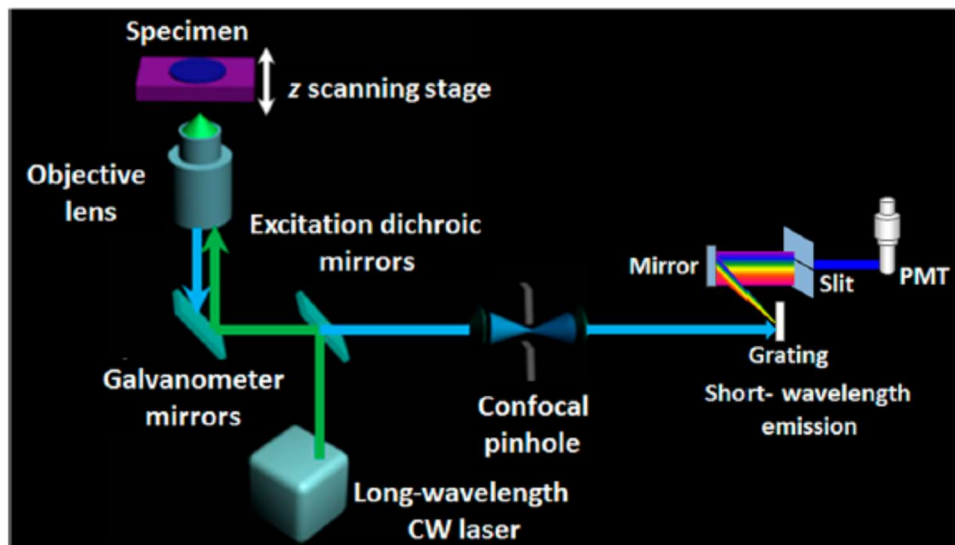 Specimen
z scanning stage
Objective
lens
Excitation dichroic
mirrors
Mirror
Slit
PMT
Grating
Galvanometer
mirrors
Confocal
pinhole
Short- wavelength
emission
Long-wavelength
CW laser